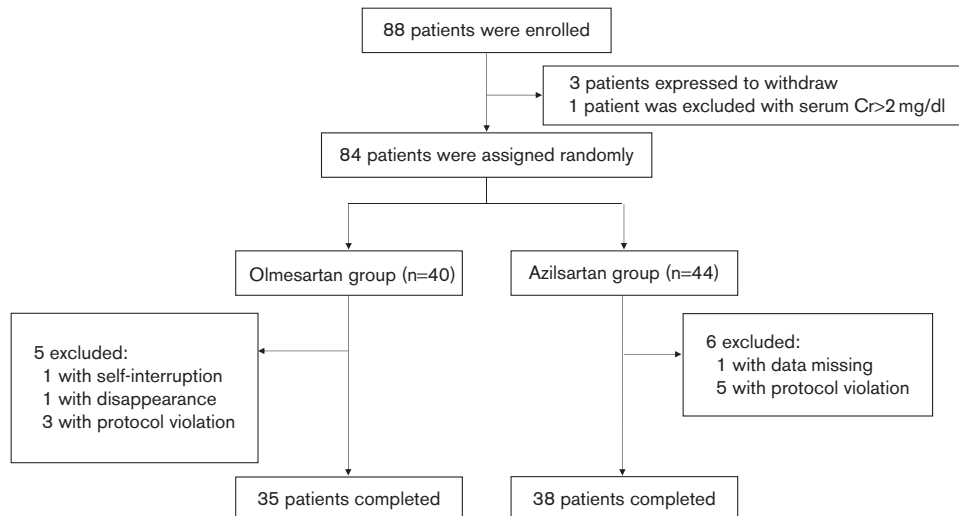 88 patients were enrolled
3 patients expressed to withdraw
1 patient was excluded with serum Cr>2 mg/dl
84 patients were assigned randomly
Olmesartan group (n=40)
Azilsartan group (n=44)
5 excluded:
1 with self-interruption
1 with disappearance
3 with protocol violation
6 excluded:
1 with data missing
5 with protocol violation
35 patients completed
38 patients completed